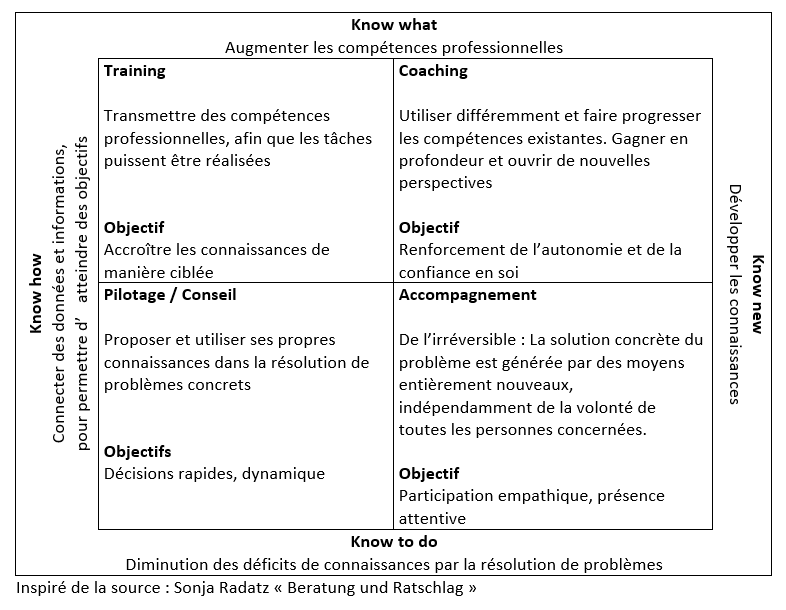 Know what
Augmenter les compétences professionnelles
Know how
Connecter des données et informations,
pour permettre d’ atteindre des objectifs
Training
Transmettre des compétences
professionnelles, afin que les tâches
puissent être réalisées
Objectif
Accroître les connaissances de
manière ciblée
Coaching
Utiliser différemment et faire progresser
les compétences existantes. Gagner en
profondeur et ouvrir de nouvelles
perspectives
Objectif
Renforcement de l’autonomie et de la
confiance en soi
Pilotage / Conseil
Proposer et utiliser ses propres
connaissances dans la résolution de
problèmes concrets
Objectifs
Décisions rapides, dynamique
Accompagnement
De l’irréversible : La solution concrète du
problème est générée par des moyens
entièrement nouveaux,
indépendamment de la volonté de
toutes les personnes concernées.
Objectif
Participation empathique, présence
attentive
Know new
Développer les connaissances
Know to do
Diminution des déficits de connaissances par la résolution de problèmes
Inspiré de la source : Sonja Radatz « Beratung und Ratschlag »